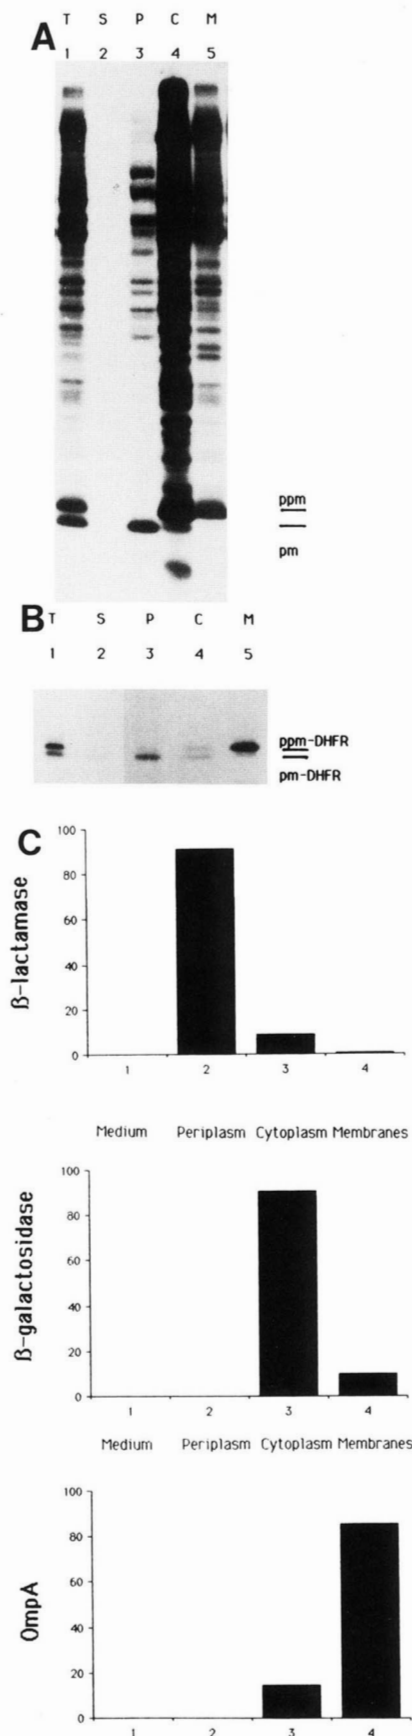 A
T S P C M
1 2 3 4 5
ppm
pm
B
T S P C M
1 2 3 4 5
ppm-DHFR
pm-DHFR
C
ß-lactamase
100
80
60
40
20
0
1 2 3 4
Medium Periplasm Cytoplasm Membranes
ß-galactosidase
100
80
60
40
20
0
1 2 3 4
Medium Periplasm Cytoplasm Membranes
OmpA
100
80
60
40
20
0
1 2 3 4